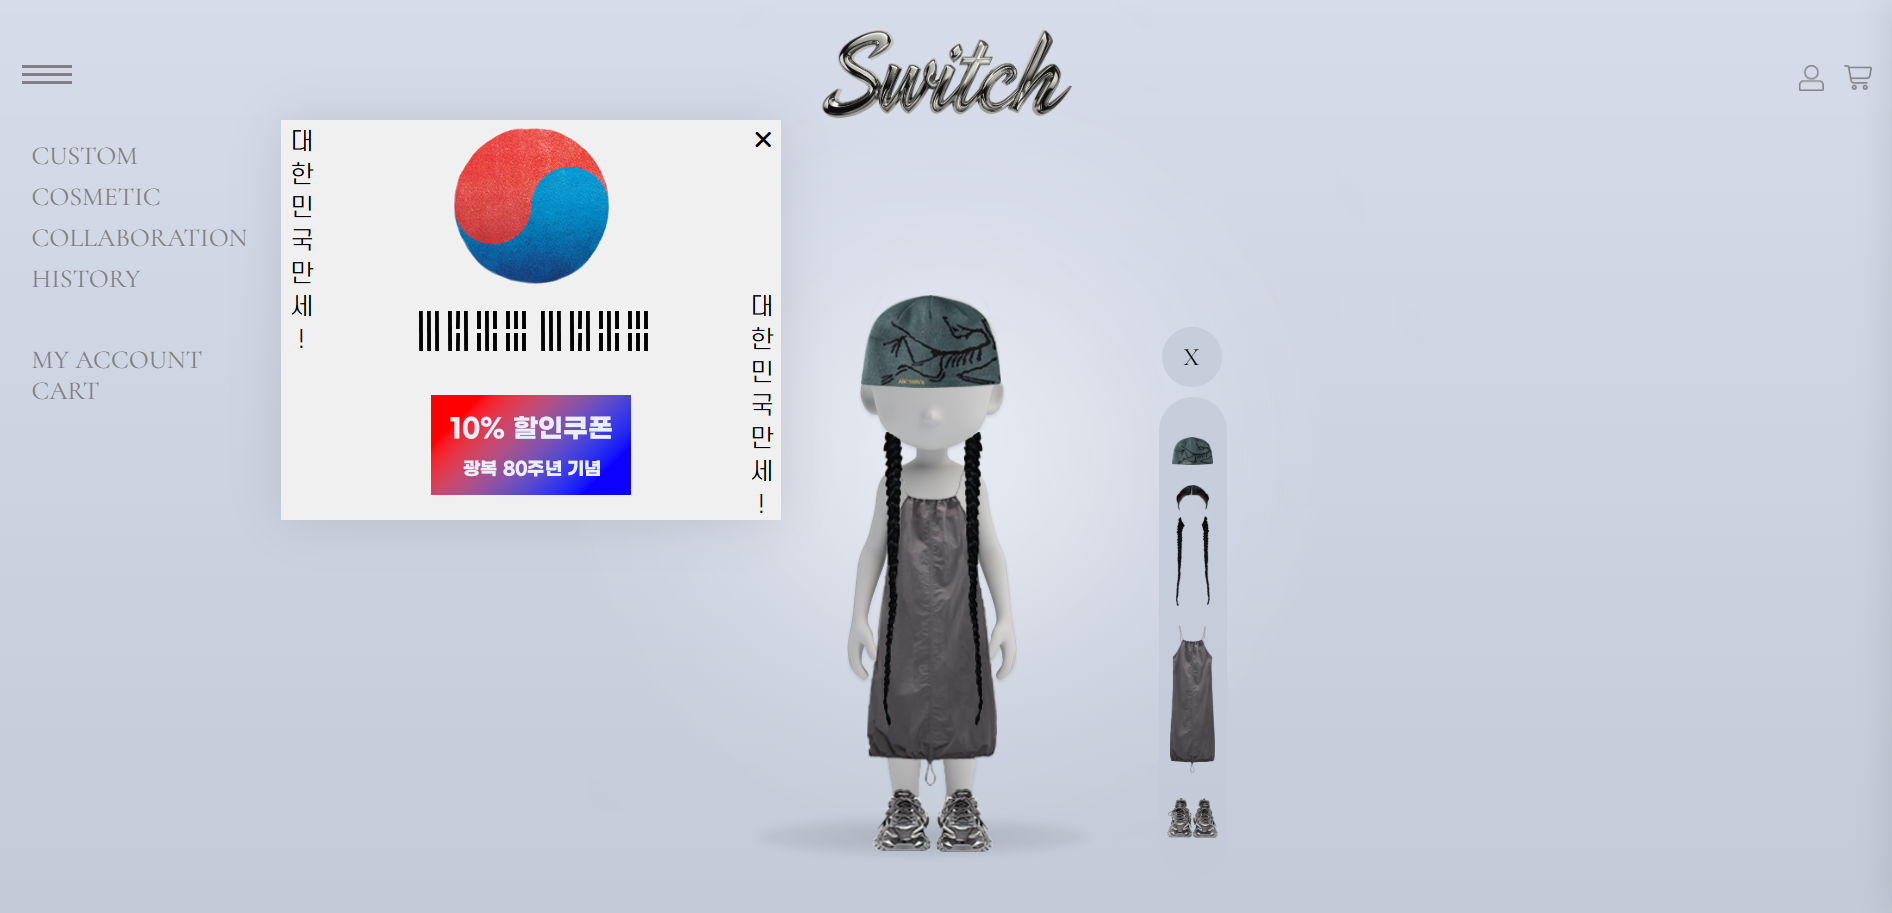 Switch
CUSTOM
COSMETIC
COLLABORATION
HISTORY
MY ACCOUNT
CART
대한민국만세!
10% 할인쿠폰
광복 80주년 기념
대한민국만세!
X